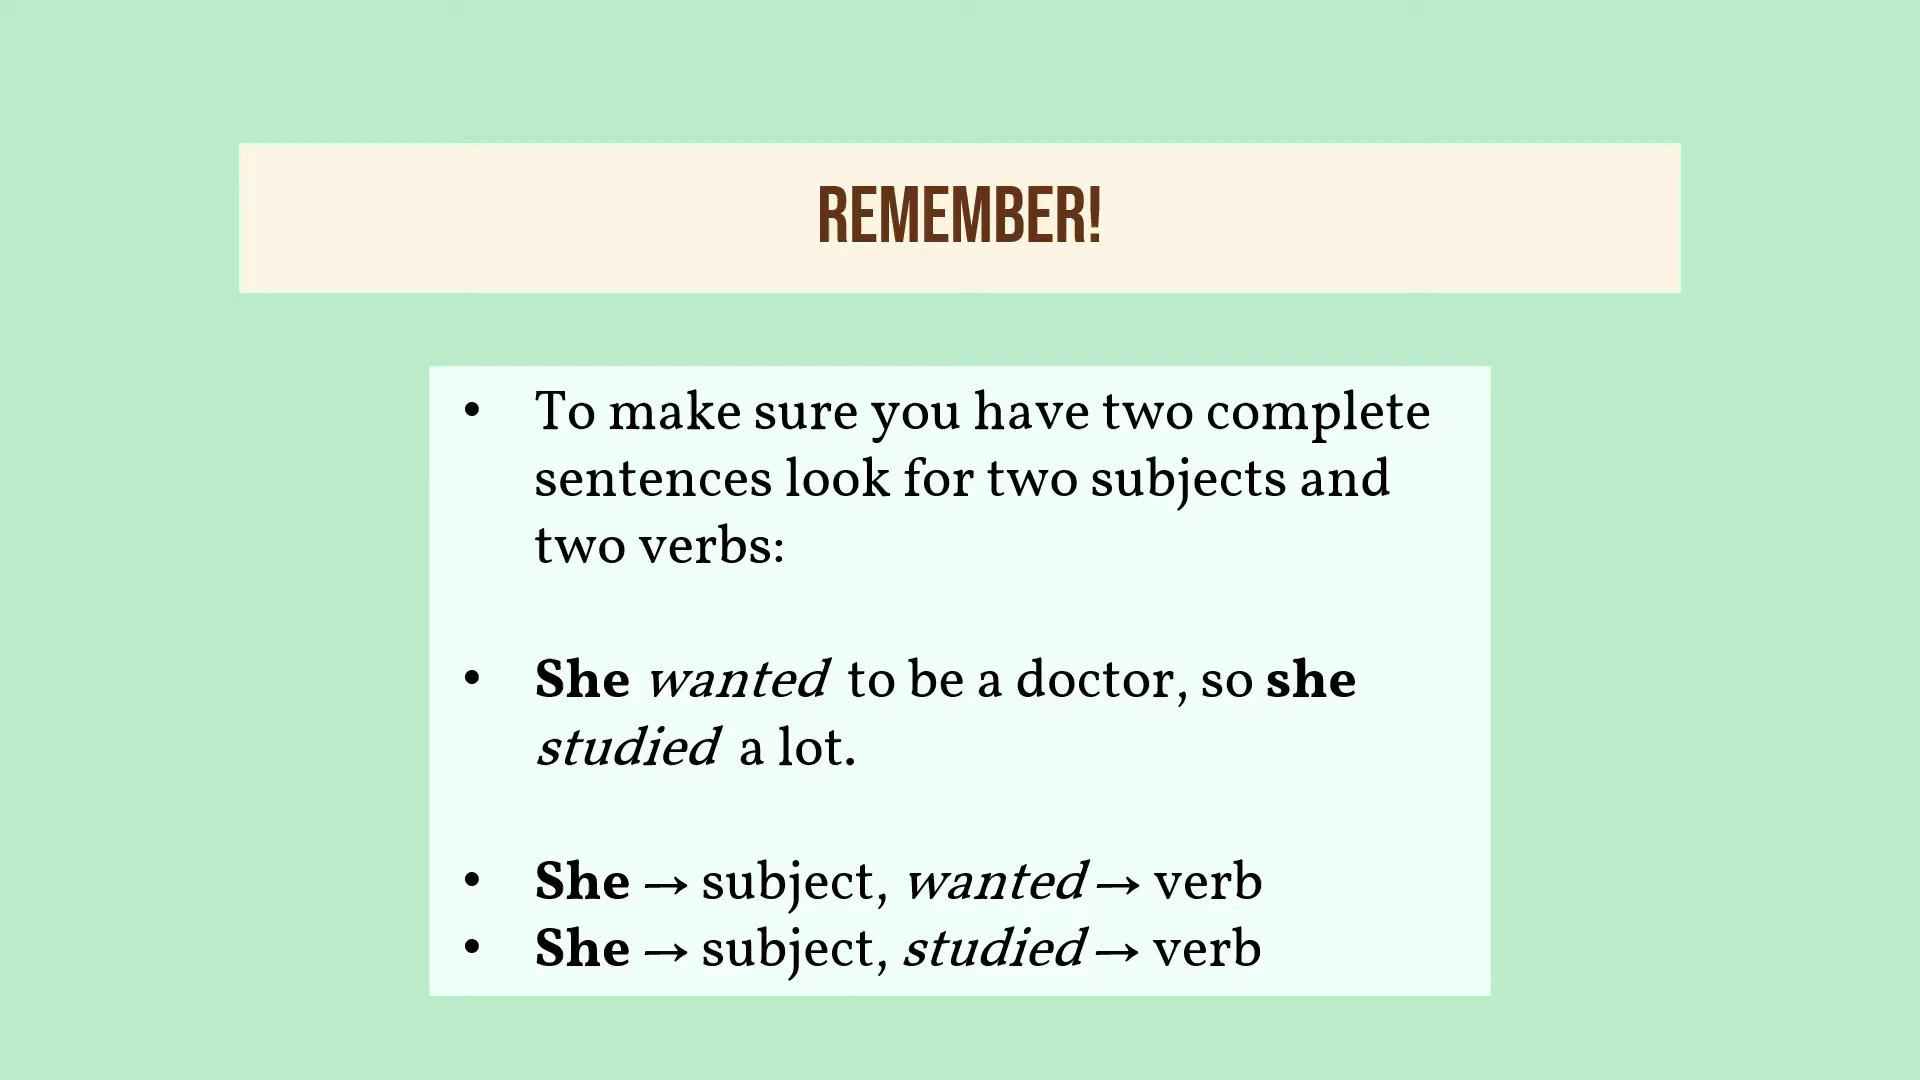 REMEMBER!
• To make sure you have two complete
sentences look for two subjects and
two verbs:
• She wanted to be a doctor, so she
studied a lot.
• She → subject, wanted → verb
• She → subject, studied → verb